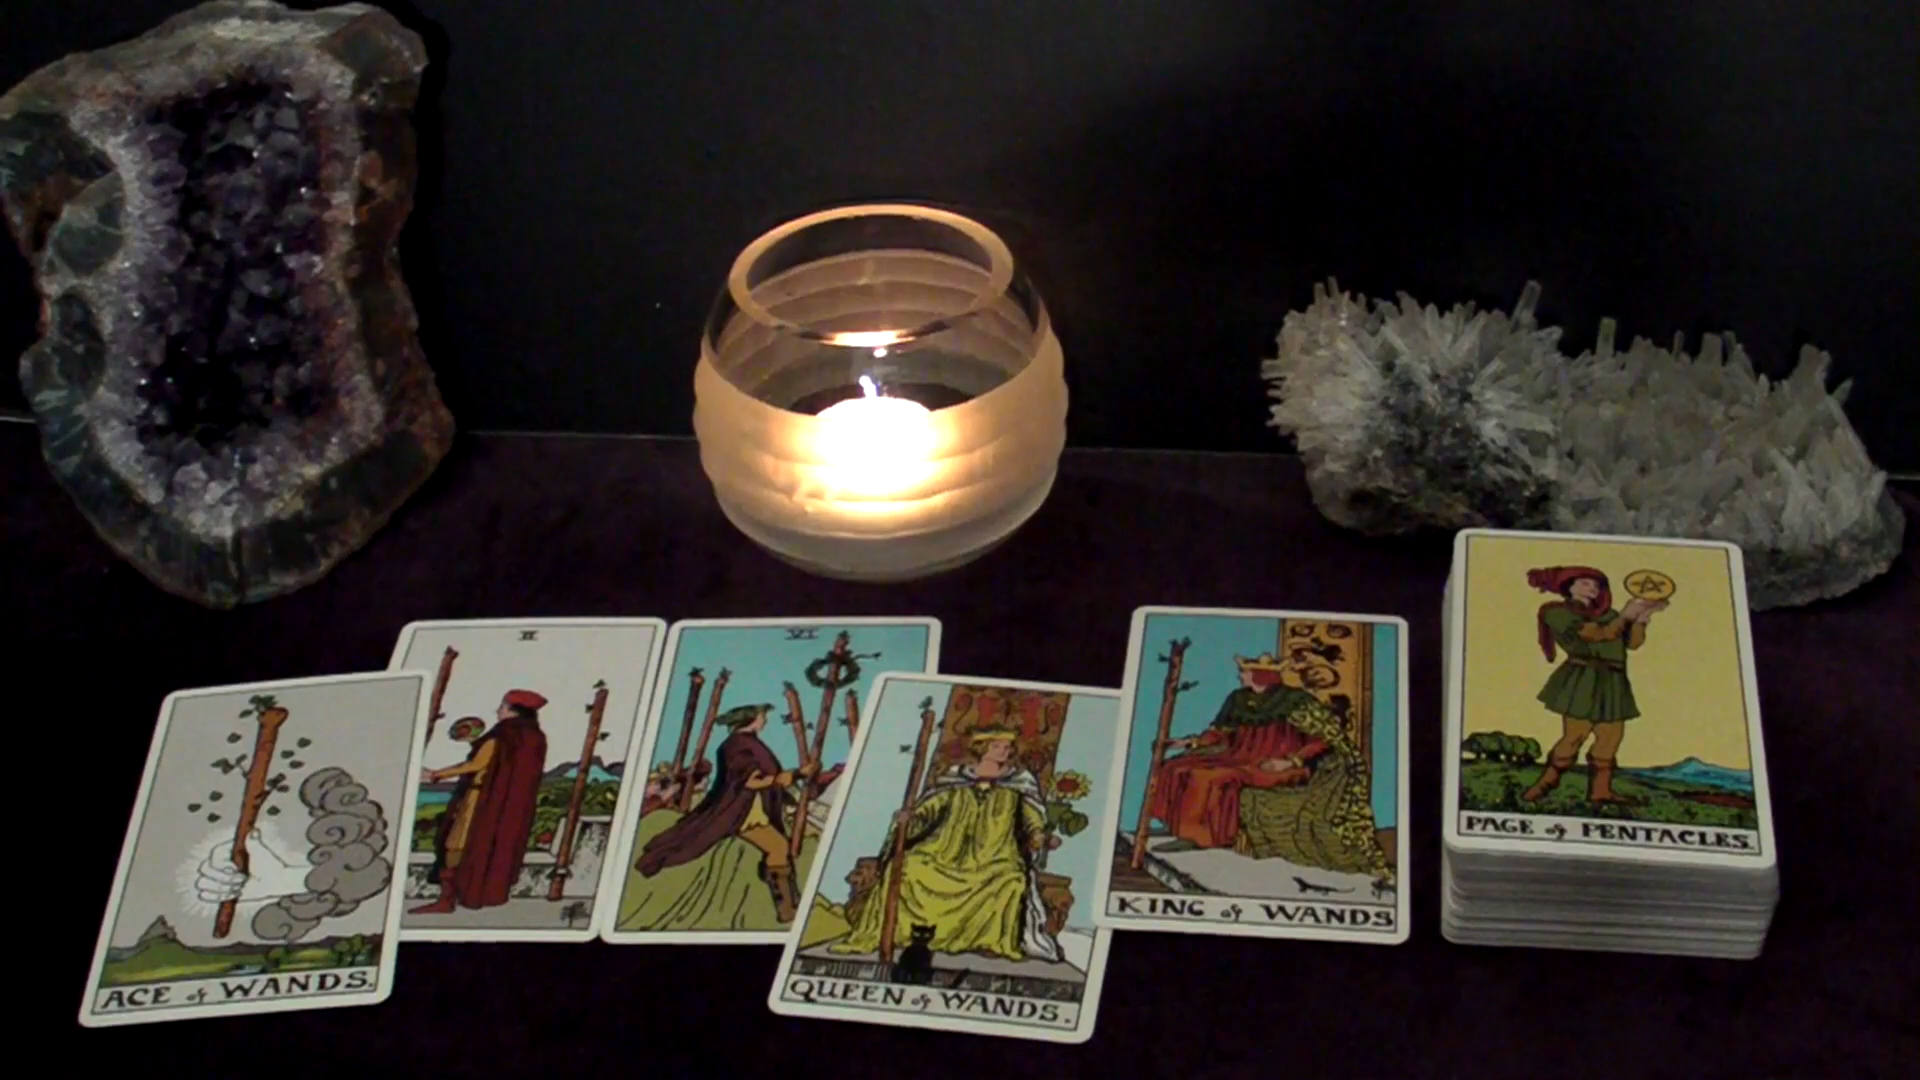 II
VI
ACE of WANDS.
QUEEN of WANDS.
KING of WANDS
PAGE of PENTACLES.